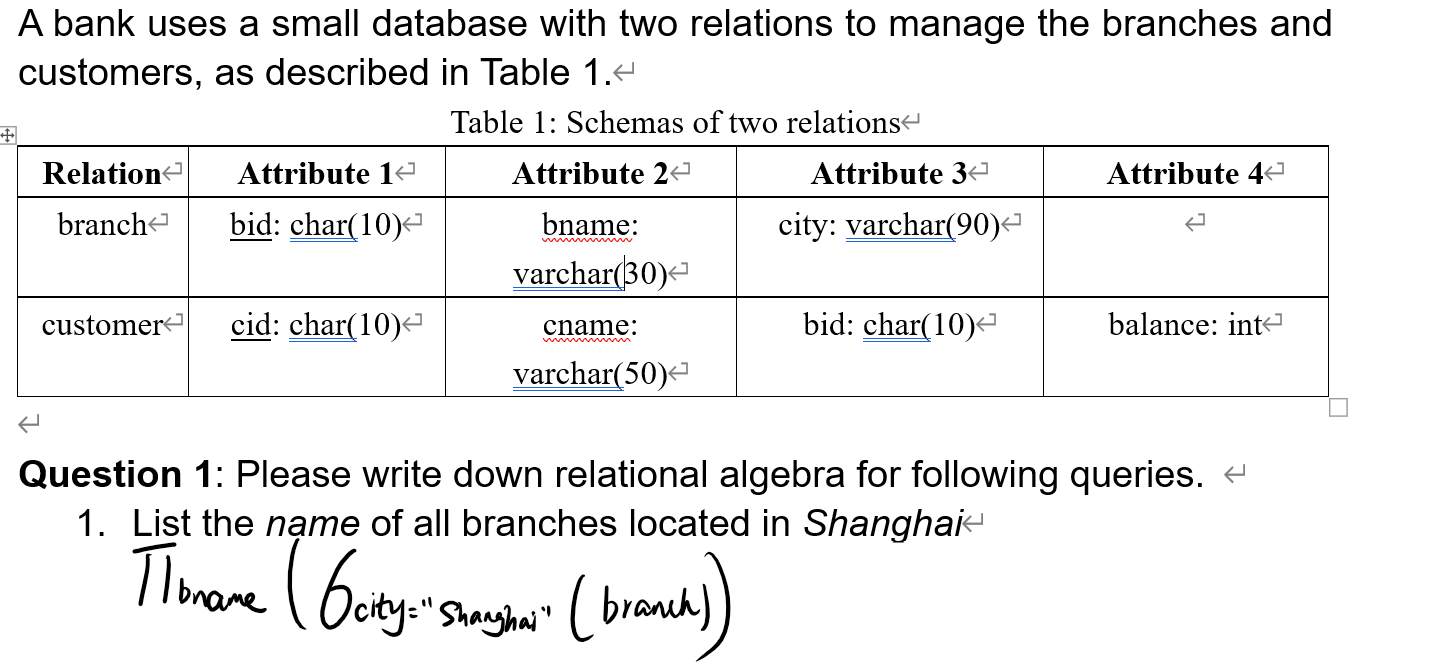 A bank uses a small database with two relations to manage the branches and
customers, as described in Table 1.↵
Table 1: Schemas of two relations↵
Relation↵ Attribute 1↵ Attribute 2↵ Attribute 3↵ Attribute 4↵
branch↵ bid: char(10)↵ bname: city: varchar(90)↵ ↵
varchar(30)↵
customer↵ cid: char(10)↵ cname: bid: char(10)↵ balance: int↵
varchar(50)↵
↵
Question 1: Please write down relational algebra for following queries. ↵
1. List the name of all branches located in Shanghai↵
Π bname (σ city="Shanghai" (branch))